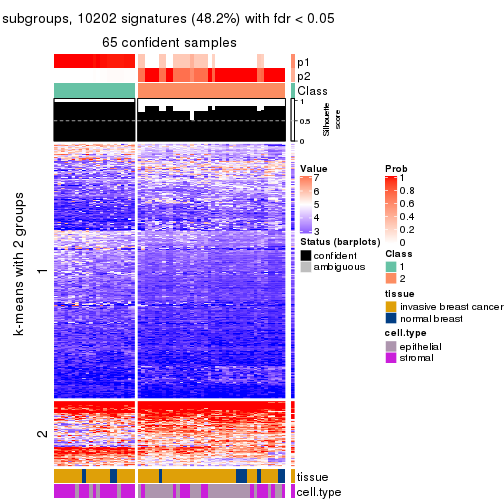 subgroups, 10202 signatures (48.2%) with fdr < 0.05
65 confident samples
p1
p2
Class
1
0.5
0
Silhouette
score
k-means with 2 groups
1
2
tissue
cell.type
Value
7
6
5
4
3
Status (barplots)
confident
ambiguous
Prob
1
0.8
0.6
0.4
0.2
0
Class
1
2
tissue
invasive breast cancer
normal breast
cell.type
epithelial
stromal